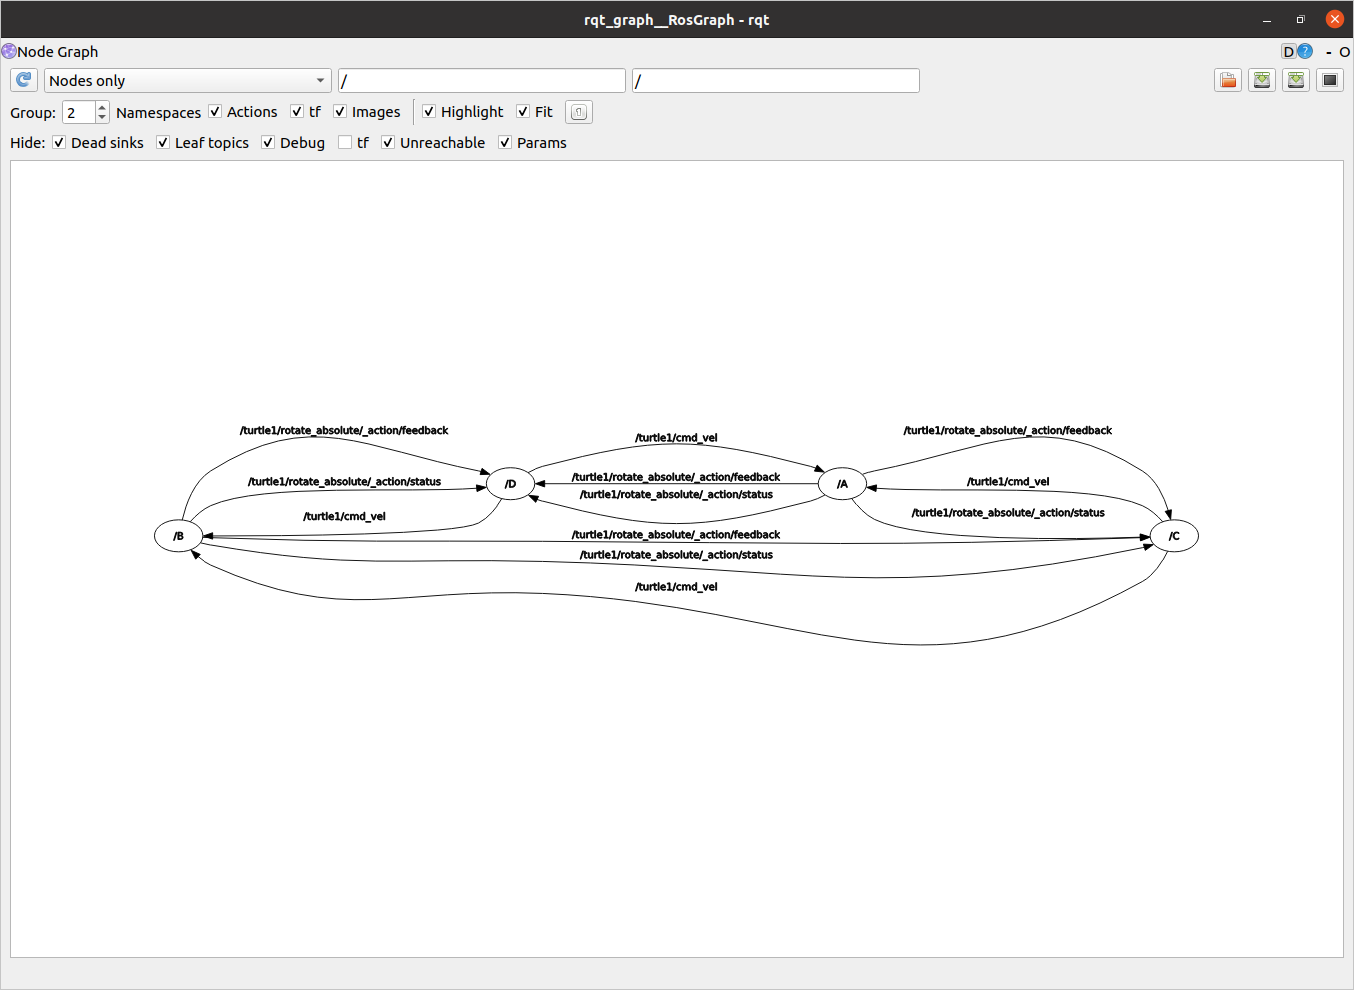 rqt_graph__RosGraph - rqt
Node Graph D ? - O
Nodes only / /
Group: 2 Namespaces Actions tf Images Highlight Fit
Hide: Dead sinks Leaf topics Debug tf Unreachable Params
/turtle1/rotate_absolute/_action/feedback
/turtle1/cmd_vel
/turtle1/rotate_absolute/_action/feedback
/turtle1/rotate_absolute/_action/status
/D
/turtle1/rotate_absolute/_action/feedback
/A
/turtle1/cmd_vel
/turtle1/rotate_absolute/_action/status
/turtle1/cmd_vel
/turtle1/rotate_absolute/_action/status
/B
/turtle1/rotate_absolute/_action/feedback
/C
/turtle1/rotate_absolute/_action/status
/turtle1/cmd_vel